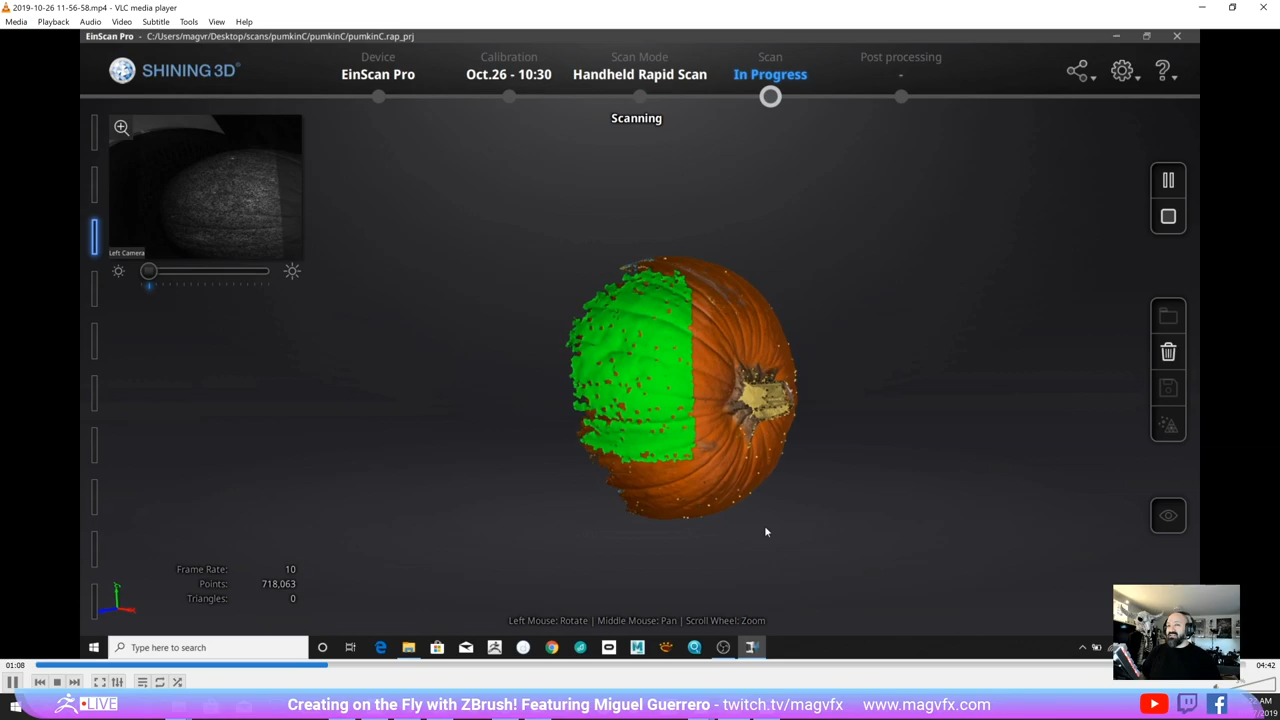 2019-10-26 11-56-58.mp4 - VLC media player
Media Playback Audio Video Subtitle Tools View Help
EinScan Pro - C:/Users/magvr/Desktop/scans/pumkinC/pumkinC/pumkinC.rap_prj
SHINING3D®
Device
EinScan Pro
Calibration
Oct.26 - 10:30
Scan Mode
Handheld Rapid Scan
Scan
In Progress
Post processing
-
Scanning
Left Camera
Frame Rate: 10
Points: 718,063
Triangles: 0
Left Mouse: Rotate | Middle Mouse: Pan | Scroll Wheel: Zoom
Type here to search
01:08
04:42
LIVE
Creating on the Fly with ZBrush! Featuring Miguel Guerrero - twitch.tv/magvfx www.magvfx.com